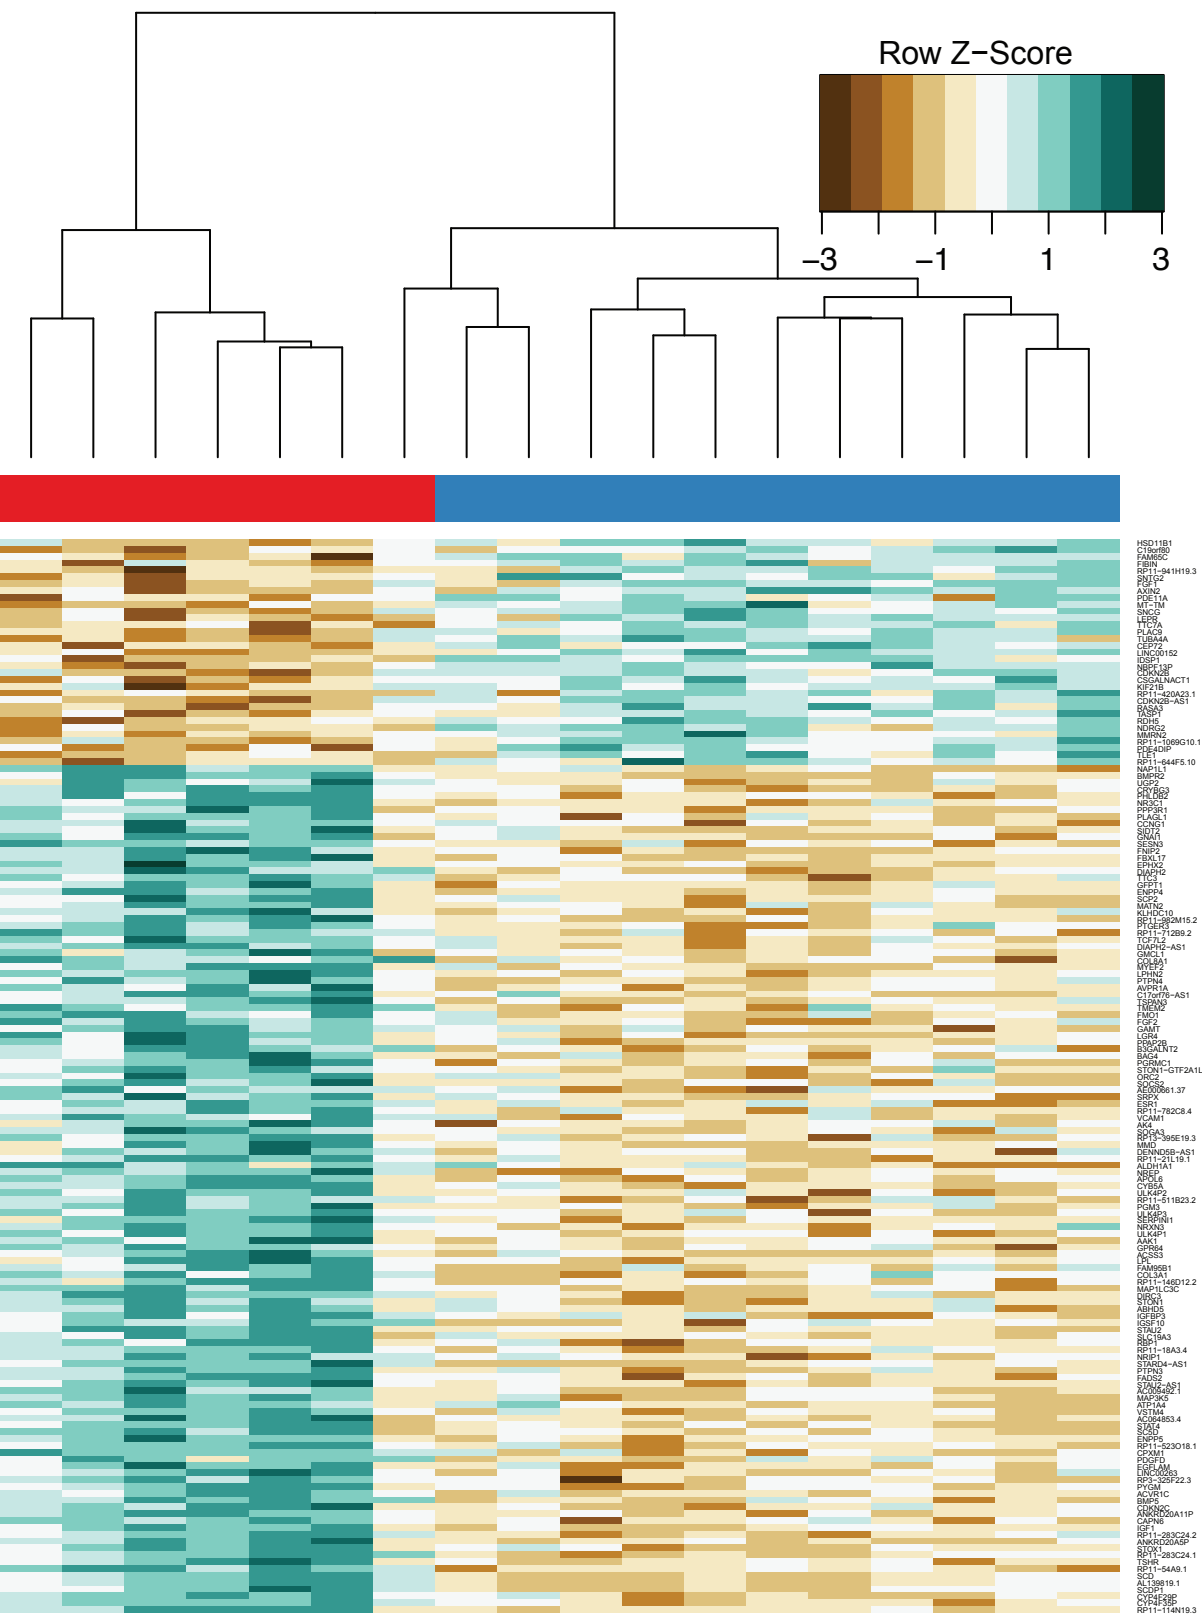 Row Z−Score
−3 −1 1 3
HSD11B1
C19orf80
FAM65C
FIBIN
RP11−941H19.3
SNTG2
FGF1
AXIN2
PDE11A
MT−TM
SNCG
LEPR
TTC7A
PLAC9
TUBA4A
CEP72
LINC00152
IDSP1
NBPF13P
CDKN2B
CSGALNACT1
KIF21B
RP11−420A23.1
CDKN2B−AS1
RASA3
TASP1
RDH5
NDRG2
MMRN2
RP11−1069G10.1
PDE4DIP
TLE1
RP11−644F5.10
NAP1L1
BMPR2
UGP2
CRYBG3
PHLDB2
NR3C1
PPP3R1
PLAGL1
CCNG1
SIDT2
GNAI1
SESN3
FNIP2
FBXL17
EPHX2
DIAPH2
TTC3
GFPT1
ENPP4
SCP2
MATN2
KLHDC10
RP11−982M15.2
PTGER3
RP11−712B9.2
TCF7L2
DIAPH2−AS1
GMCL1
COL8A1
MYEF2
LPHN2
PTPN4
AVPR1A
C17orf76−AS1
TSPAN3
TMEM2
FMO1
FGF2
GAMT
LGR4
PPAP2B
B3GALNT2
BAG4
PGRMC1
STON1−GTF2A1L
ORC2
SOCS2
AE000661.37
SRPX
ESR1
RP11−782C8.4
VCAM1
AK4
SOGA3
RP13−395E19.3
MMD
DENND5B−AS1
RP11−21L19.1
ALDH1A1
NREP
APOL6
CYB5A
ULK4P2
RP11−511B23.2
PGM3
ULK4P3
SERPINI1
NRXN3
ULK4P1
AAK1
GPR64
ACSS3
LPL
FAM95B1
COL3A1
RP11−146D12.2
MAP1LC3C
DIRC3
STON1
ABHD5
IGFBP3
IGSF10
STAU2
SLC19A3
RBP1
RP11−18A3.4
NRIP1
STARD4−AS1
PTPN3
FADS2
STAU2−AS1
AC009492.1
MAP3K5
ATP1A4
VSTM4
AC064853.4
STAT4
SC5D
ENPP5
RP11−523O18.1
CPXM1
PDGFD
EGFLAM
LINC00263
RP3−325F22.3
PYGM
ACVR1C
BMP5
CDKN2C
ANKRD20A11P
CAPN6
IGF1
RP11−283C24.2
ANKRD20A5P
STOX1
RP11−283C24.1
TSHR
RP11−54A9.1
SCD
AL139819.1
SCDP1
CYP4F29P
CYP4F35P
RP11−114N19.3